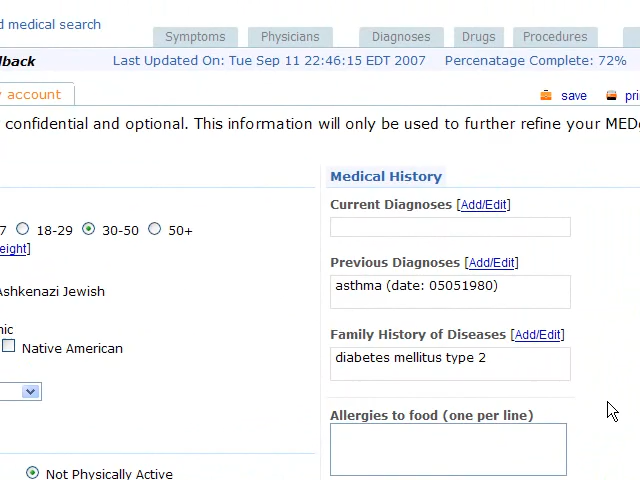 d medical search
Symptoms Physicians Diagnoses Drugs Procedures
lback Last Updated On: Tue Sep 11 22:46:15 EDT 2007 Percenatage Complete: 72%
y account save pri
confidential and optional. This information will only be used to further refine your MEDg
Medical History
Current Diagnoses [Add/Edit]
7 18-29 30-50 50+
eight]
Previous Diagnoses [Add/Edit]
asthma (date: 05051980)
Ashkenazi Jewish
nic
Native American
Family History of Diseases [Add/Edit]
diabetes mellitus type 2
Allergies to food (one per line)
Not Physically Active